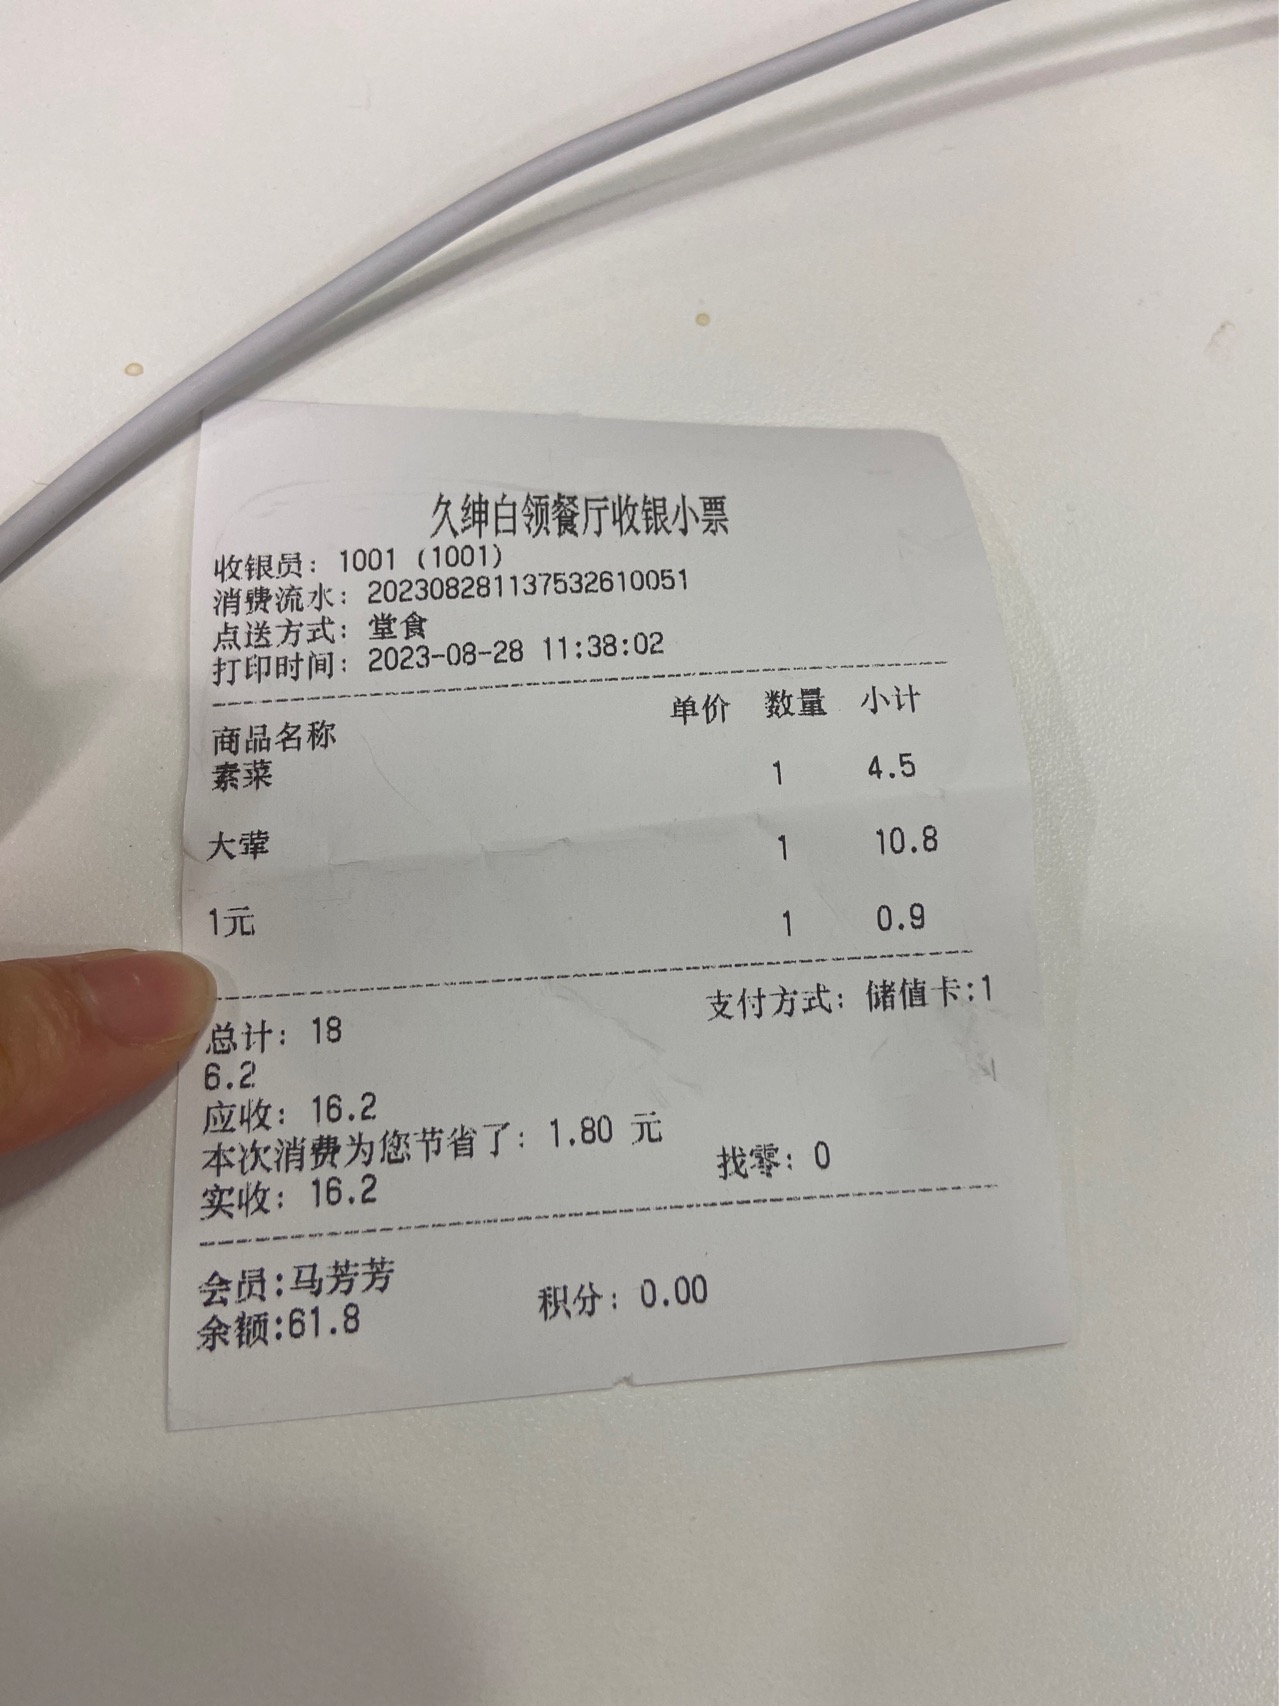 久绅白领餐厅收银小票
收银员: 1001 (1001)
消费流水: 202308281137532610051
点送方式: 堂食
打印时间: 2023-08-28 11:38:02
商品名称 单价 数量 小计
素菜 1 4.5
大荤 1 10.8
1元 1 0.9
总计: 18 支付方式: 储值卡:1
6.2
应收: 16.2
本次消费为您节省了: 1.80 元
实收: 16.2 找零: 0
会员:马芳芳
余额:61.8 积分: 0.00